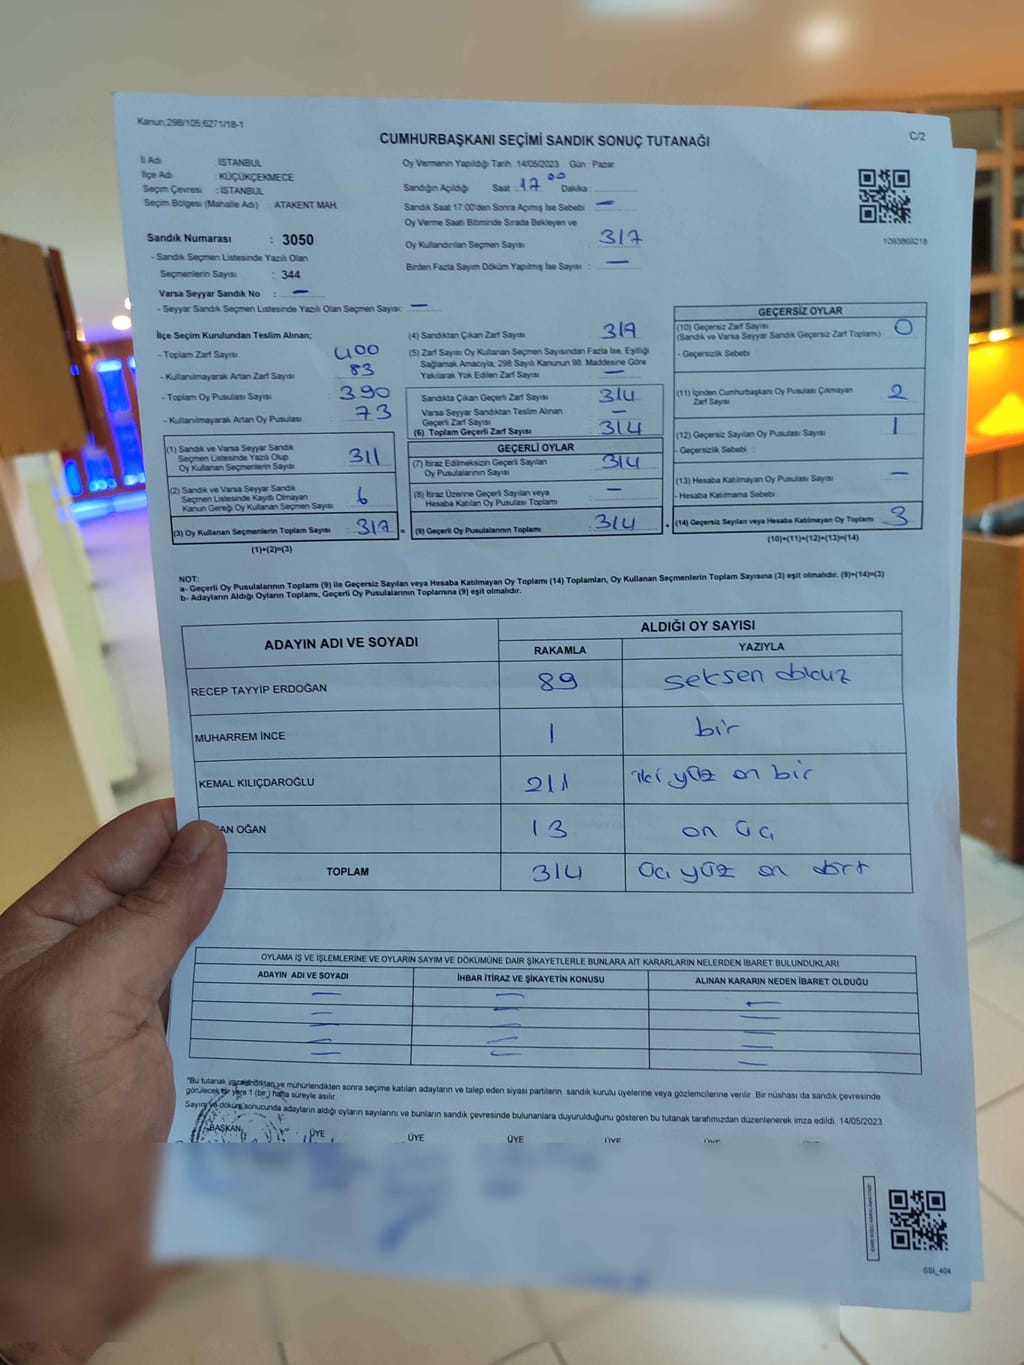 Kanun:298/105;6271/18-1
CUMHURBAŞKANI SEÇİMİ SANDIK SONUÇ TUTANAĞI
C/2
İl Adı : İSTANBUL
İlçe Adı : KÜÇÜKÇEKMECE
Seçim Çevresi : İSTANBUL
Seçim Bölgesi (Mahalle Adı) : ATAKENT MAH.
Sandık Numarası : 3050
- Sandık Seçmen Listesinde Yazılı Olan
Seçmenlerin Sayısı : 344
Varsa Seyyar Sandık No : —
- Seyyar Sandık Seçmen Listesinde Yazılı Olan Seçmen Sayısı: —
Oy Vermenin Yapıldığı Tarih :14/05/2023 Gün : Pazar
Sandığın Açıldığı Saat : 17 00 Dakika :
Sandık Saat 17:00'den Sonra Açılmış İse Sebebi : —
Oy Verme Saati Bitiminde Sırada Bekleyen ve
Oy Kullandırılan Seçmen Sayısı : 317
Birden Fazla Sayım Döküm Yapılmış İse Sayısı : —
1093869218
İlçe Seçim Kurulundan Teslim Alınan;
- Toplam Zarf Sayısı : 400
- Kullanılmayarak Artan Zarf Sayısı : 83
- Toplam Oy Pusulası Sayısı : 390
- Kullanılmayarak Artan Oy Pusulası : 73
(1) Sandık ve Varsa Seyyar Sandık
Seçmen Listesinde Yazılı Olup
Oy Kullanan Seçmenlerin Sayısı : 311
(2) Sandık ve Varsa Seyyar Sandık
Seçmen Listesinde Kayıtlı Olmayan
Kanun Gereği Oy Kullanan Seçmen Sayısı : 6
(3) Oy Kullanan Seçmenlerin Toplam Sayısı : 317 =
(1)+(2)=(3)
(4) Sandıktan Çıkan Zarf Sayısı : 317
(5) Zarf Sayısı Oy Kullanan Seçmen Sayısından Fazla İse, Eşitliği
Sağlamak Amacıyla, 298 Sayılı Kanunun 98. Maddesine Göre
Yakılarak Yok Edilen Zarf Sayısı : —
Sandıkta Çıkan Geçerli Zarf Sayısı : 314
Varsa Seyyar Sandıktan Teslim Alınan
Geçerli Zarf Sayısı : —
(6) Toplam Geçerli Zarf Sayısı : 314
GEÇERLİ OYLAR
(7) İtiraz Edilmeksizin Geçerli Sayılan
Oy Pusulalarının Sayısı : 314
(8) İtiraz Üzerine Geçerli Sayılan veya
Hesaba Katılan Oy Pusulası Toplamı : —
(9) Geçerli Oy Pusulalarının Toplamı : 314 +
GEÇERSİZ OYLAR
(10) Geçersiz Zarf Sayısı
(Sandık ve Varsa Seyyar Sandık Geçersiz Zarf Toplamı) : 0
- Geçersizlik Sebebi
(11) İçinden Cumhurbaşkanı Oy Pusulası Çıkmayan
Zarf Sayısı : 2
(12) Geçersiz Sayılan Oy Pusulası Sayısı : 1
- Geçersizlik Sebebi :
(13) Hesaba Katılmayan Oy Pusulası Sayısı : —
- Hesaba Katılmama Sebebi
(14) Geçersiz Sayılan veya Hesaba Katılmayan Oy Toplamı : 3
(10)+(11)+(12)+(13)=(14)
NOT:
a- Geçerli Oy Pusulalarının Toplamı (9) ile Geçersiz Sayılan veya Hesaba Katılmayan Oy Toplamı (14) Toplamları, Oy Kullanan Seçmenlerin Toplam Sayısına (3) eşit olmalıdır. (9)+(14)=(3)
b- Adayların Aldığı Oyların Toplamı, Geçerli Oy Pusulalarının Toplamına (9) eşit olmalıdır.
ADAYIN ADI VE SOYADI ALDIĞI OY SAYISI
RAKAMLA YAZIYLA
RECEP TAYYİP ERDOĞAN 89 seksen dokuz
MUHARREM İNCE 1 bir
KEMAL KILIÇDAROĞLU 211 iki yüz on bir
AN OĞAN 13 on üç
TOPLAM 314 üç yüz on dört
OYLAMA İŞ VE İŞLEMLERİNE VE OYLARIN SAYIM VE DÖKÜMÜNE DAİR ŞİKAYETLERLE BUNLARA AİT KARARLARIN NELERDEN İBARET BULUNDUKLARI
ADAYIN ADI VE SOYADI İHBAR İTİRAZ VE ŞİKAYETİN KONUSU ALINAN KARARIN NEDEN İBARET OLDUĞU
— — —
— — —
— — —
— — —
"Bu tutanak yazıldıktan ve mühürlendikten sonra seçime katılan adayların ve talep eden siyasi partilerin sandık kurulu üyelerine veya gözlemcilerine verilir. Bir nüshası da sandık çevresinde
görülecek bir yere 1 (bir) hafta süreyle asılır.
Sayım ve döküm sonucunda adayların aldığı oyların sayılarını ve bunların sandık çevresinde bulunanlara duyurulduğunu gösteren bu tutanak tarafımızdan düzenlenerek imza edildi. 14/05/2023
BAŞKAN ÜYE ÜYE ÜYE ÜYE ÜYE
GSI_404